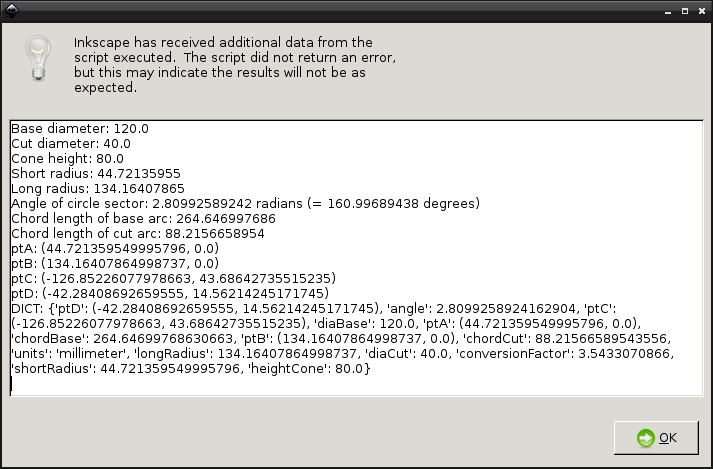 Inkscape has received additional data from the
script executed.  The script did not return an error,
but this may indicate the results will not be as
expected.
Base diameter: 120.0
Cut diameter: 40.0
Cone height: 80.0
Short radius: 44.72135955
Long radius: 134.16407865
Angle of circle sector: 2.80992589242 radians (= 160.99689438 degrees)
Chord length of base arc: 264.646997686
Chord length of cut arc: 88.2156658954
ptA: (44.721359549995796, 0.0)
ptB: (134.16407864998737, 0.0)
ptC: (-126.85226077978663, 43.68642735515235)
ptD: (-42.28408692659555, 14.56214245171745)
DICT: {'ptD': (-42.28408692659555, 14.56214245171745), 'angle': 2.8099258924162904, 'ptC':
(-126.85226077978663, 43.68642735515235), 'diaBase': 120.0, 'ptA': (44.721359549995796, 0.0),
'chordBase': 264.64699768630663, 'ptB': (134.16407864998737, 0.0), 'chordCut': 88.21566589543556,
'units': 'millimeter', 'longRadius': 134.16407864998737, 'diaCut': 40.0, 'conversionFactor': 3.5433070866,
'shortRadius': 44.721359549995796, 'heightCone': 80.0}
OK